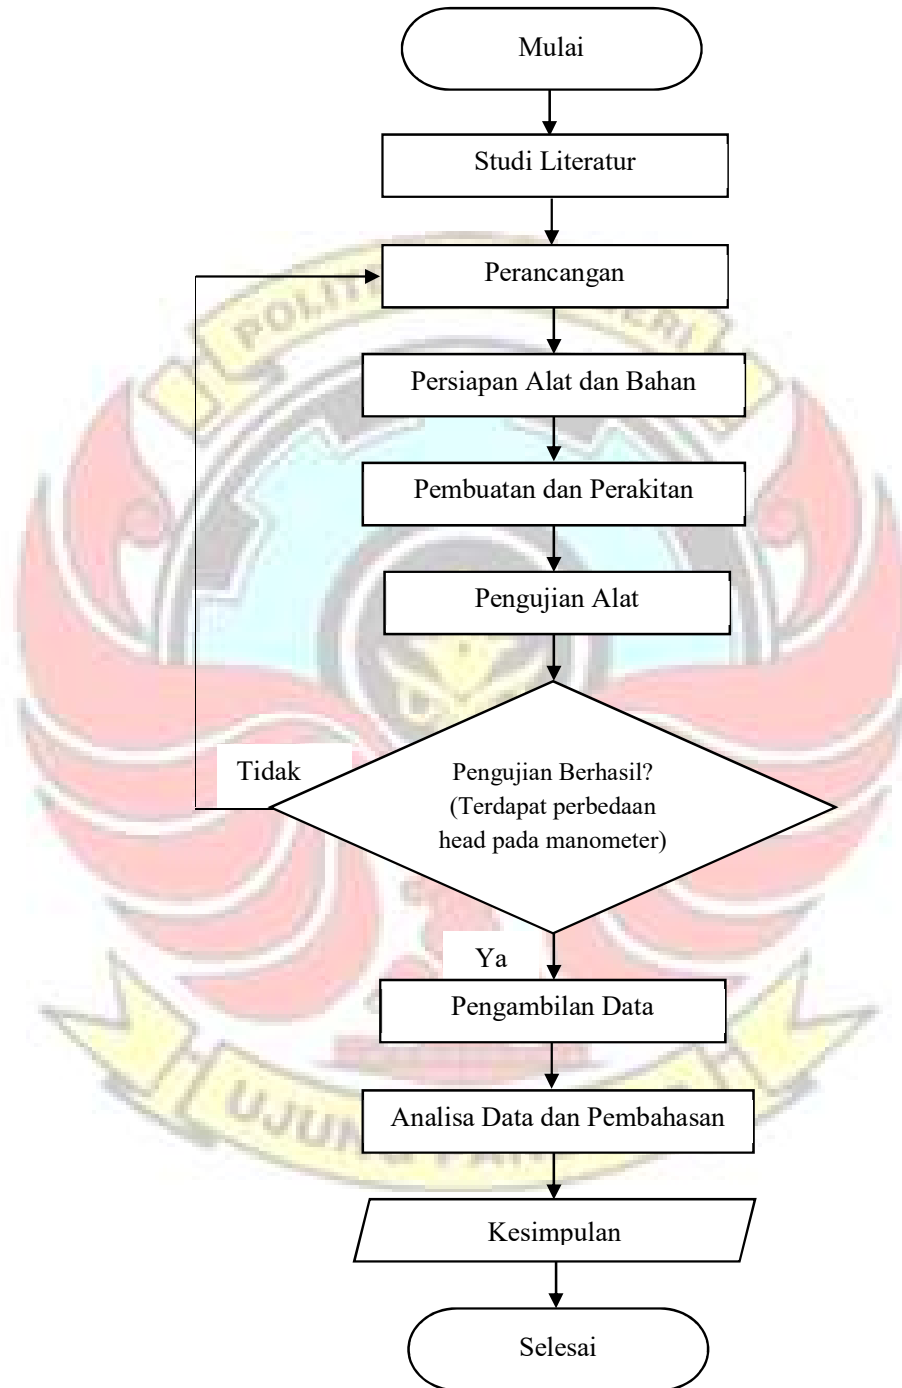 Mulai
Studi Literatur
Perancangan
Persiapan Alat dan Bahan
Pembuatan dan Perakitan
Pengujian Alat
Tidak
Pengujian Berhasil?
(Terdapat perbedaan
head pada manometer)
Ya
Pengambilan Data
Analisa Data dan Pembahasan
Kesimpulan
Selesai
UJUNG